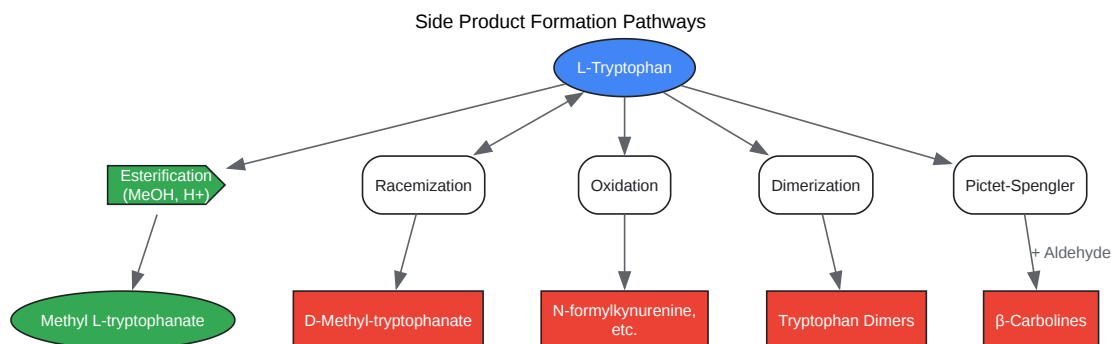 Side Product Formation Pathways
L-Tryptophan
Esterification
(MeOH, H+)
Racemization
Oxidation
Dimerization
Pictet-Spengler
+ Aldehyde
Methyl L-tryptophanate
D-Methyl-tryptophanate
N-formylkynurenine,
etc.
Tryptophan Dimers
β-Carbolines